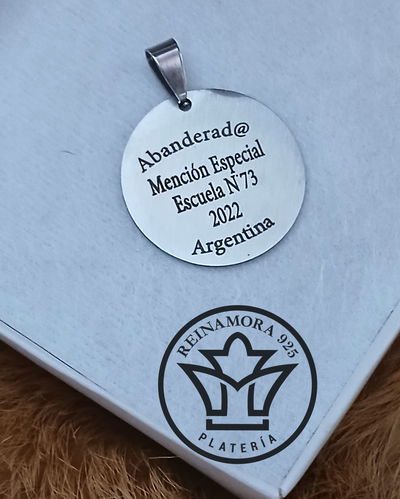 Abanderad@
Mención Especial
Escuela N°73
2022
Argentina
REINAMORA 925
PLATERÍA